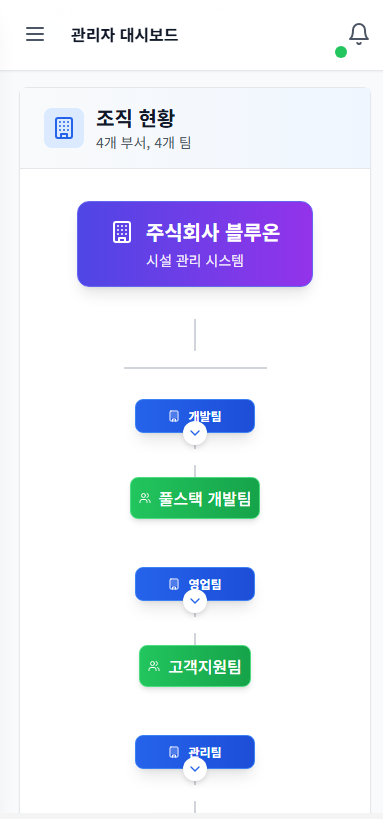 관리자 대시보드
조직 현황
4개 부서, 4개 팀
주식회사 블루온
시설 관리 시스템
개발팀
풀스택 개발팀
영업팀
고객지원팀
관리팀